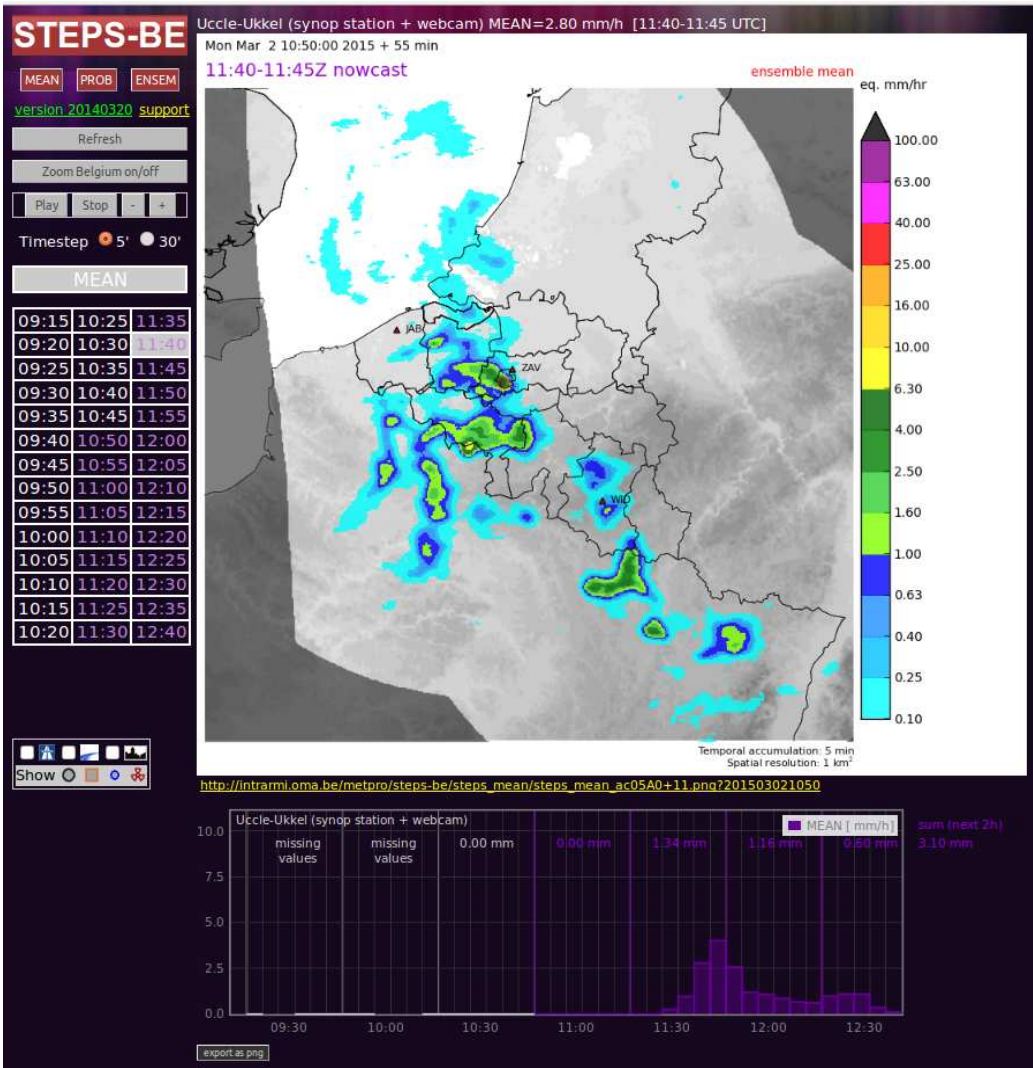 STEPS-BE
MEAN PROB ENSEM
version 20140320 support
Refresh
Zoom Belgium on/off
Play Stop - +
Timestep 5' 30'
MEAN
09:15 10:25 11:35
09:20 10:30 11:40
09:25 10:35 11:45
09:30 10:40 11:50
09:35 10:45 11:55
09:40 10:50 12:00
09:45 10:55 12:05
09:50 11:00 12:10
09:55 11:05 12:15
10:00 11:10 12:20
10:05 11:15 12:25
10:10 11:20 12:30
10:15 11:25 12:35
10:20 11:30 12:40
Show
Uccle-Ukkel (synop station + webcam) MEAN=2.80 mm/h [11:40-11:45 UTC]
Mon Mar 2 10:50:00 2015 + 55 min
11:40-11:45Z nowcast
ensemble mean
eq. mm/hr
100.00
63.00
40.00
25.00
16.00
10.00
6.30
4.00
2.50
1.60
1.00
0.63
0.40
0.25
0.10
JAB
ZAV
WID
Temporal accumulation: 5 min
Spatial resolution: 1 km²
http://intrarmi.oma.be/metpro/steps-be/steps_mean/steps_mean_ac05A0+11.png?201503021050
Uccle-Ukkel (synop station + webcam)
MEAN [ mm/h]
sum (next 2h)
missing values missing values 0.00 mm 0.00 mm 1.34 mm 1.16 mm 0.60 mm 3.10 mm
10.0
7.5
5.0
2.5
0.0
09:30 10:00 10:30 11:00 11:30 12:00 12:30
export as png